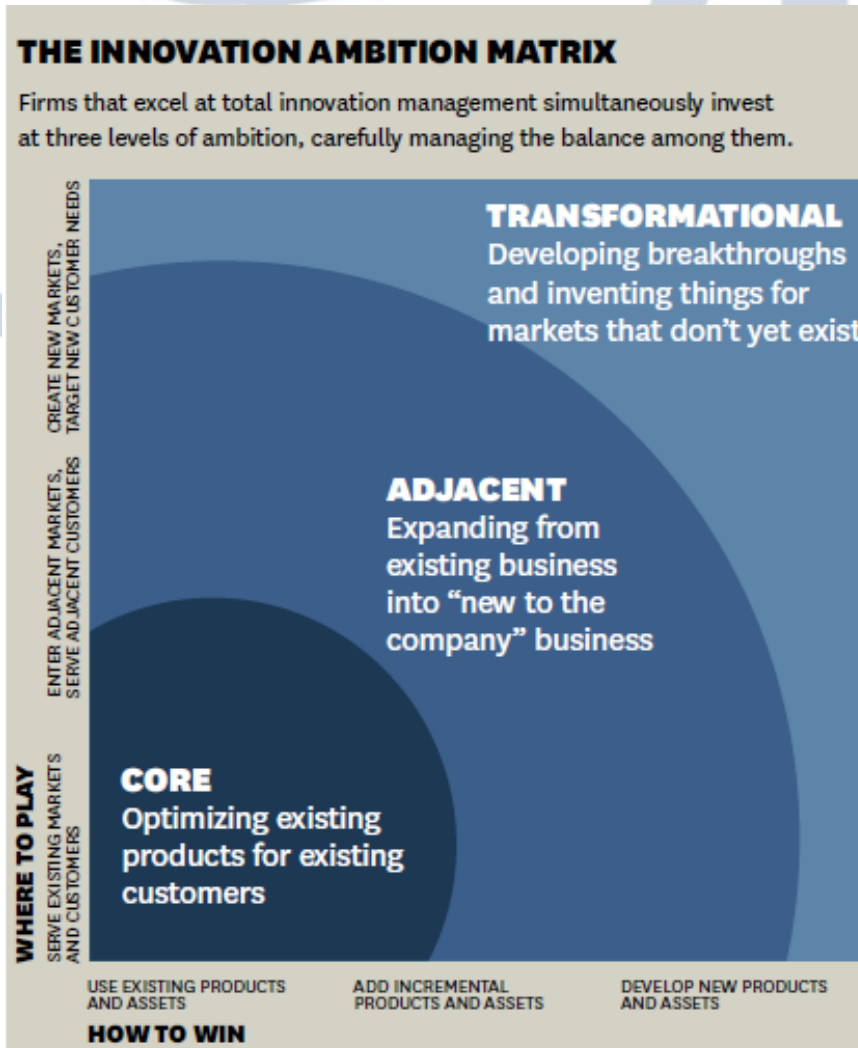 THE INNOVATION AMBITION MATRIX
Firms that excel at total innovation management simultaneously invest
at three levels of ambition, carefully managing the balance among them.
TRANSFORMATIONAL
Developing breakthroughs
and inventing things for
markets that don’t yet exist
ADJACENT
Expanding from
existing business
into “new to the
company” business
CORE
Optimizing existing
products for existing
customers
WHERE TO PLAY
CREATE NEW MARKETS,
TARGET NEW CUSTOMER NEEDS
ENTER ADJACENT MARKETS,
SERVE ADJACENT CUSTOMERS
SERVE EXISTING MARKETS
AND CUSTOMERS
USE EXISTING PRODUCTS
AND ASSETS
ADD INCREMENTAL
PRODUCTS AND ASSETS
DEVELOP NEW PRODUCTS
AND ASSETS
HOW TO WIN